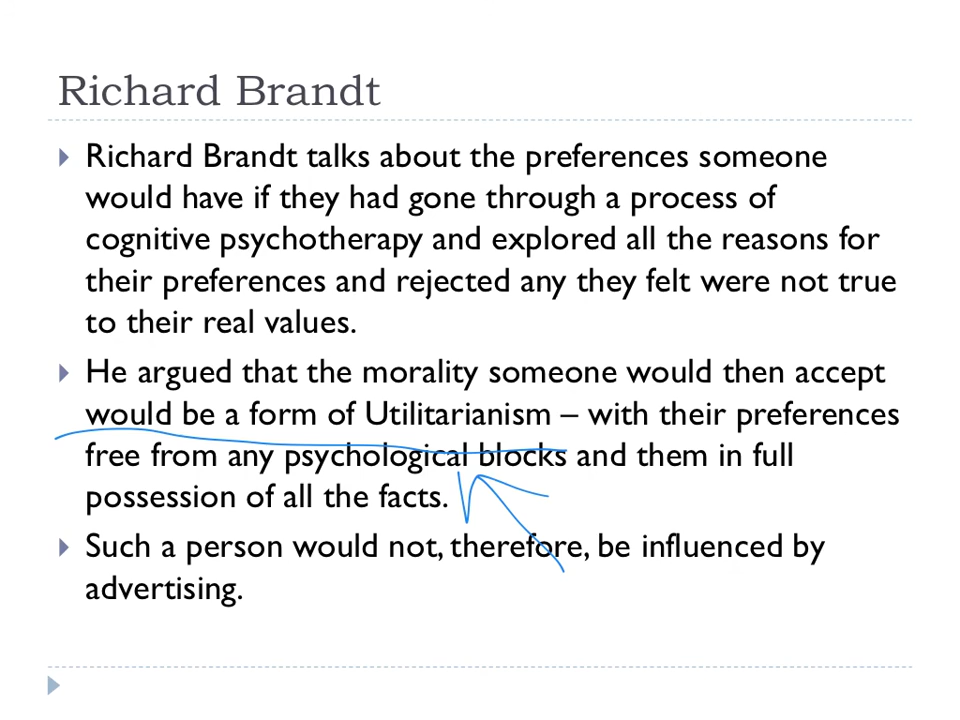 Richard Brandt
Richard Brandt talks about the preferences someone
would have if they had gone through a process of
cognitive psychotherapy and explored all the reasons for
their preferences and rejected any they felt were not true
to their real values.
He argued that the morality someone would then accept
would be a form of Utilitarianism – with their preferences
free from any psychological blocks and them in full
possession of all the facts.
Such a person would not, therefore, be influenced by
advertising.